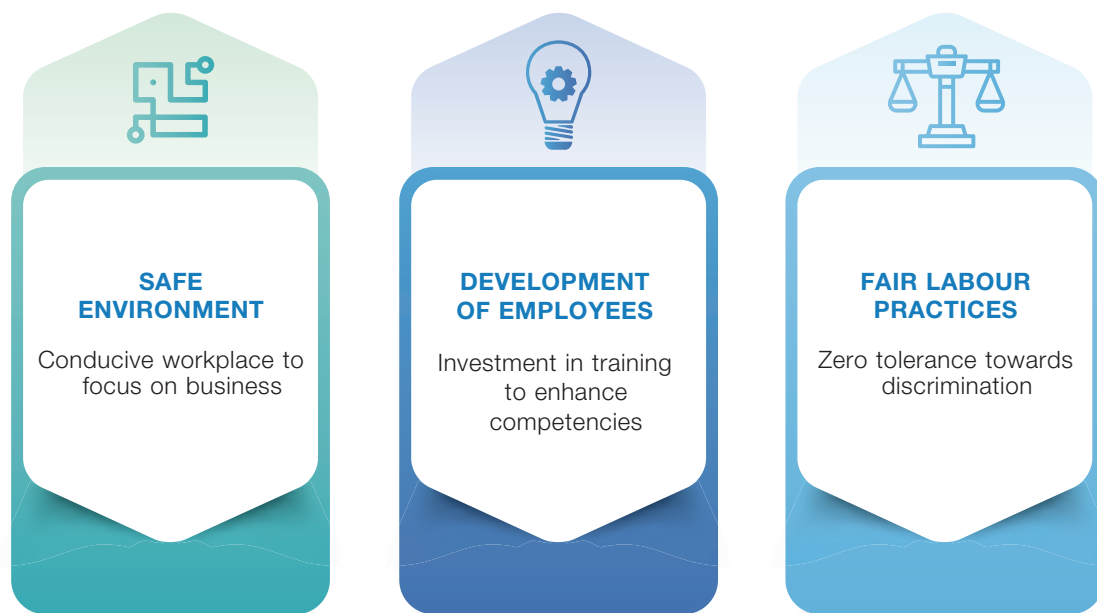 SAFE
ENVIRONMENT
Conducive workplace to
focus on business
DEVELOPMENT
OF EMPLOYEES
Investment in training
to enhance
competencies
FAIR LABOUR
PRACTICES
Zero tolerance towards
discrimination